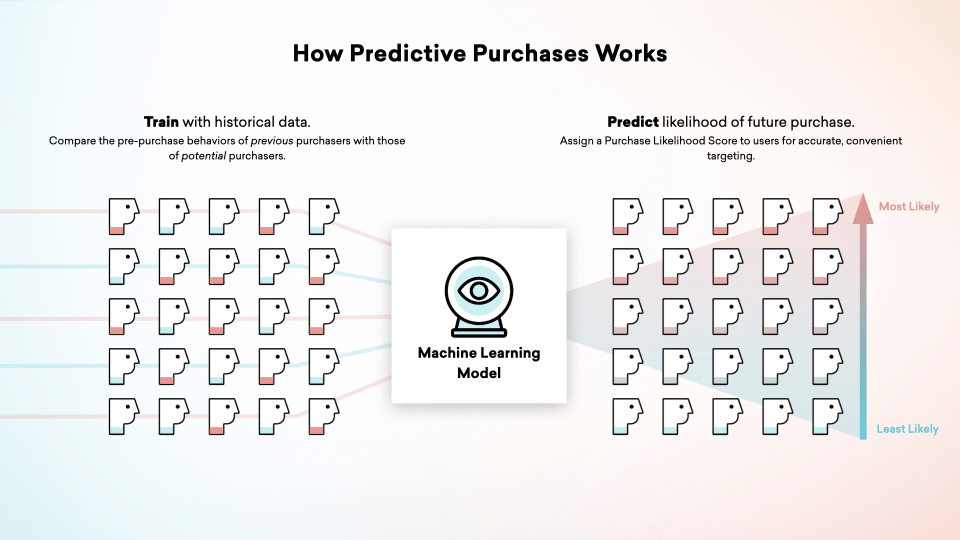 How Predictive Purchases Works
Train with historical data.
Compare the pre-purchase behaviors of previous purchasers with those
of potential purchasers.
Predict likelihood of future purchase.
Assign a Purchase Likelihood Score to users for accurate, convenient
targeting.
Machine Learning
Model
Most Likely
Least Likely